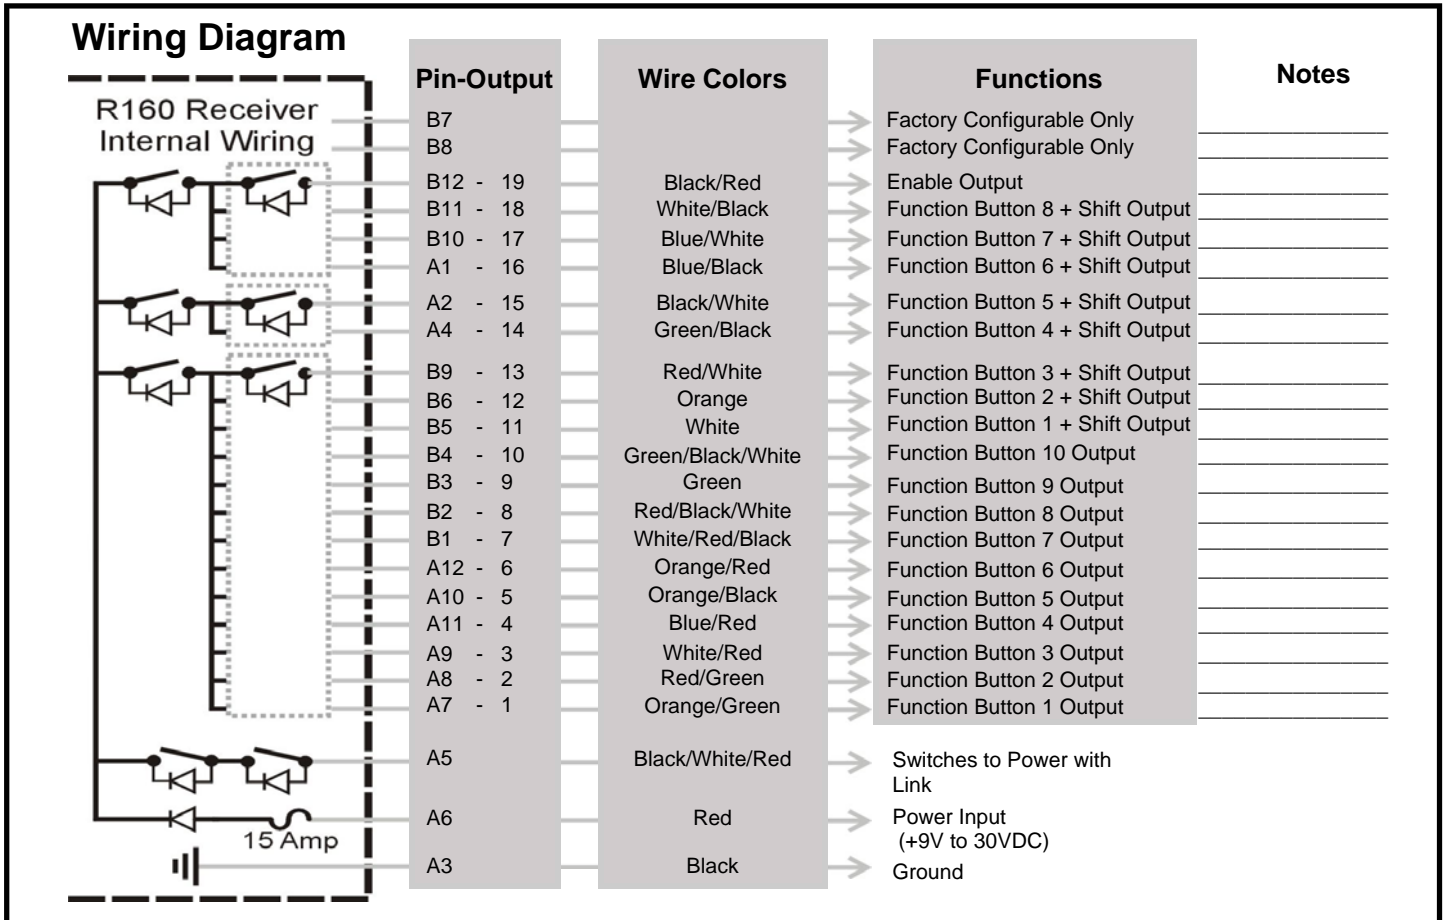 Wiring Diagram
Pin-Output Wire Colors Functions Notes
R160 Receiver
Internal Wiring
B7 Factory Configurable Only
B8 Factory Configurable Only
B12 - 19 Black/Red Enable Output
B11 - 18 White/Black Function Button 8 + Shift Output
B10 - 17 Blue/White Function Button 7 + Shift Output
A1 - 16 Blue/Black Function Button 6 + Shift Output
A2 - 15 Black/White Function Button 5 + Shift Output
A4 - 14 Green/Black Function Button 4 + Shift Output
B9 - 13 Red/White Function Button 3 + Shift Output
B6 - 12 Orange Function Button 2 + Shift Output
B5 - 11 White Function Button 1 + Shift Output
B4 - 10 Green/Black/White Function Button 10 Output
B3 - 9 Green Function Button 9 Output
B2 - 8 Red/Black/White Function Button 8 Output
B1 - 7 White/Red/Black Function Button 7 Output
A12 - 6 Orange/Red Function Button 6 Output
A10 - 5 Orange/Black Function Button 5 Output
A11 - 4 Blue/Red Function Button 4 Output
A9 - 3 White/Red Function Button 3 Output
A8 - 2 Red/Green Function Button 2 Output
A7 - 1 Orange/Green Function Button 1 Output
A5 Black/White/Red Switches to Power with
Link
A6 Red Power Input
15 Amp (+9V to 30VDC)
A3 Black Ground